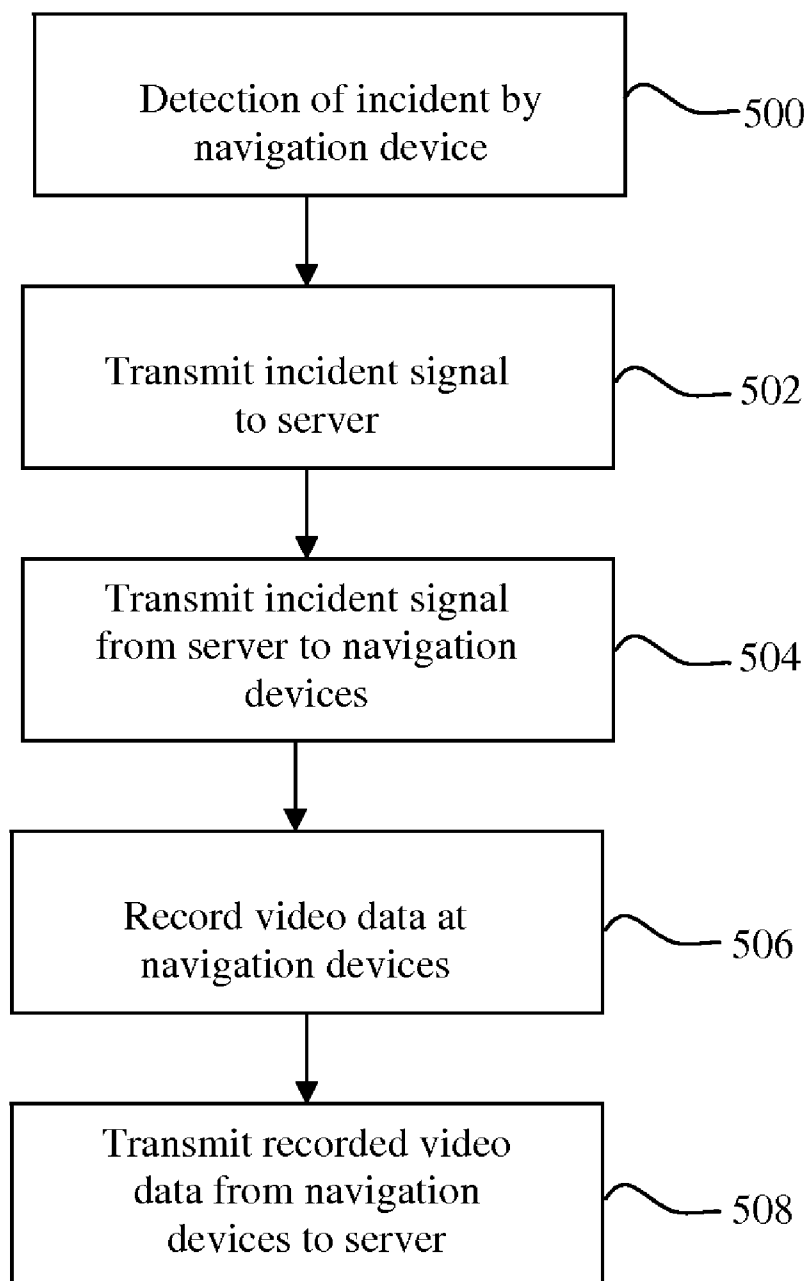 Detection of incident by
navigation device
500
Transmit incident signal
to server
502
Transmit incident signal
from server to navigation
devices
504
Record video data at
navigation devices
506
Transmit recorded video
data from navigation
devices to server
508